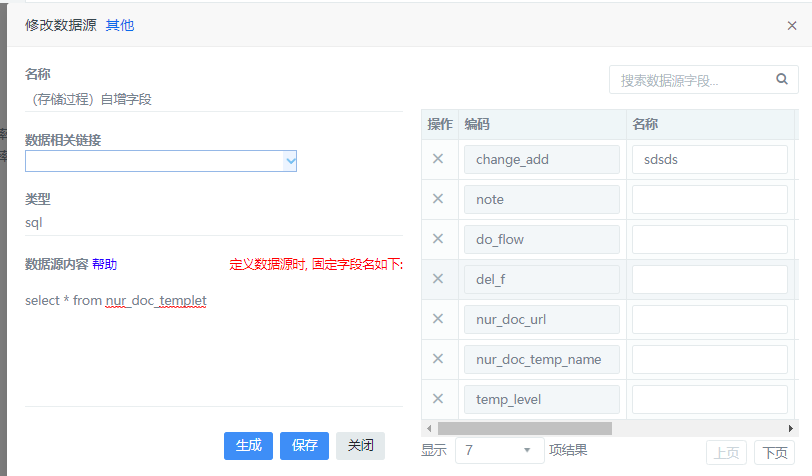 修改数据源 其他
名称
（存储过程）自增字段
数据相关链接
类型
sql
数据源内容 帮助 定义数据源时, 固定字段名如下:
select * from nur_doc_templet
生成 保存 关闭
搜索数据源字段...
操作 编码 名称
change_add sdsds
note
do_flow
del_f
nur_doc_url
nur_doc_temp_name
temp_level
显示 7 项结果 上页 下页